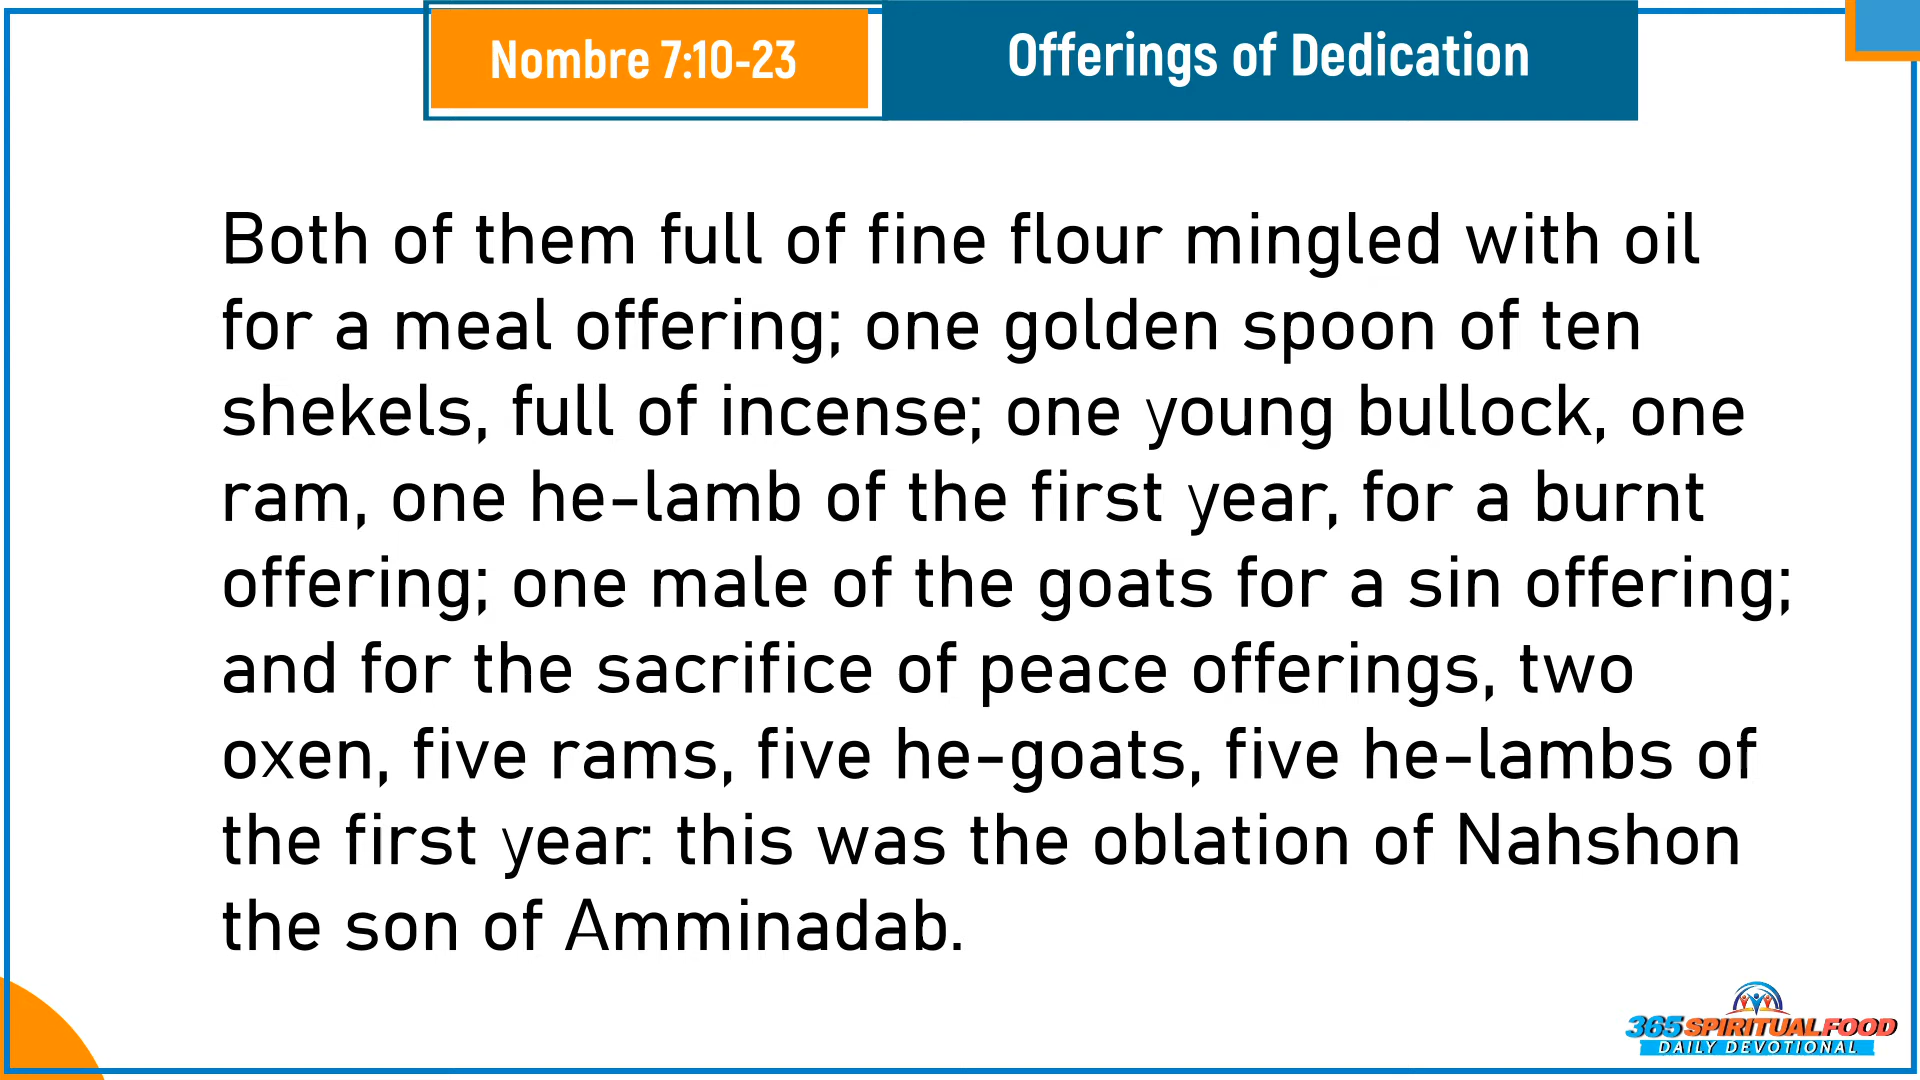 Nombre 7:10-23
Offerings of Dedication
Both of them full of fine flour mingled with oil
for a meal offering; one golden spoon of ten
shekels, full of incense; one young bullock, one
ram, one he-lamb of the first year, for a burnt
offering; one male of the goats for a sin offering;
and for the sacrifice of peace offerings, two
oxen, five rams, five he-goats, five he-lambs of
the first year: this was the oblation of Nahshon
the son of Amminadab.
365 SPIRITUAL FOOD
DAILY DEVOTIONAL